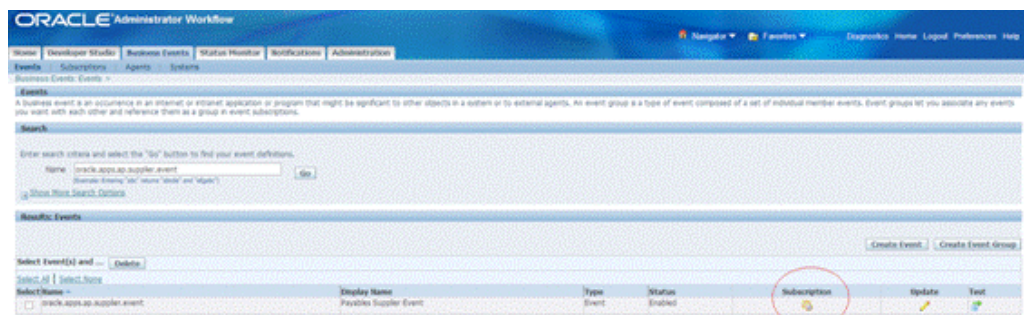 ORACLE Administrator Workflow
Navigator Favorites Diagnostics Home Logout Preferences Help
Home Developer Studio Business Events Status Monitor Notifications Administration
Events Subscriptions Agents Systems
Business Events: Events >
Events
A business event is an occurrence in an internet or intranet application or program that might be significant to other objects in a system or to external agents. An event group is a type of event composed of a set of individual member events. Event groups let you associate any events
you want with each other and reference them as a group in event subscriptions.
Search
Enter search criteria and select the "Go" button to find your event definitions.
Name oracle.apps.ap.supplier.event Go
(Example: Entering "abc" returns
Show More Search Options
Results: Events
Create Event Create Event Group
Select Event(s) and ... Delete
Select All | Select None
Select Name Display Name Type Status Subscription Update Test
oracle.apps.ap.supplier.event Payables Supplier Event Event Enabled